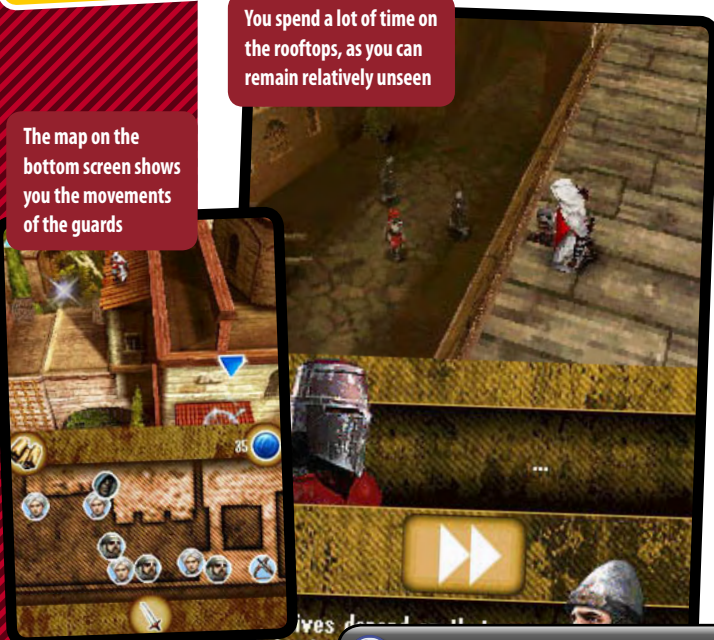 You spend a lot of time on
the rooftops, as you can
remain relatively unseen
The map on the
bottom screen shows
you the movements
of the guards
35
...